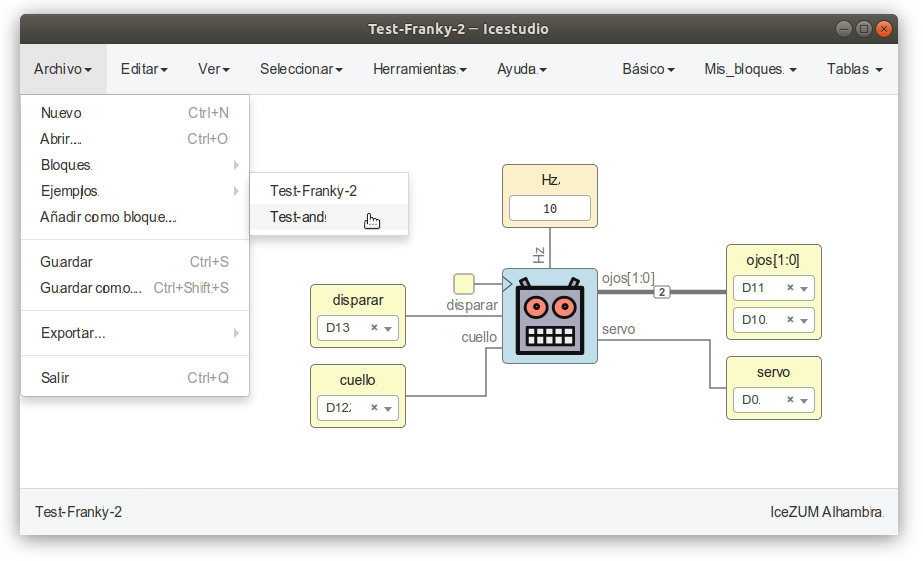 Test-Franky-2 – Icestudio
Archivo Editar Ver Seleccionar Herramientas Ayuda Básico Mis_bloques Tablas
Nuevo Ctrl+N
Abrir... Ctrl+O
Bloques
Ejemplos
Añadir como bloque...
Guardar Ctrl+S
Guardar como... Ctrl+Shift+S
Exportar...
Salir Ctrl+Q
Test-Franky-2
Test-and
Hz
10
Hz
disparar
D13
cuello
D12
disparar
cuello
ojos[1:0]
2
servo
ojos[1:0]
D11
D10
servo
D0
Test-Franky-2 IceZUM Alhambra